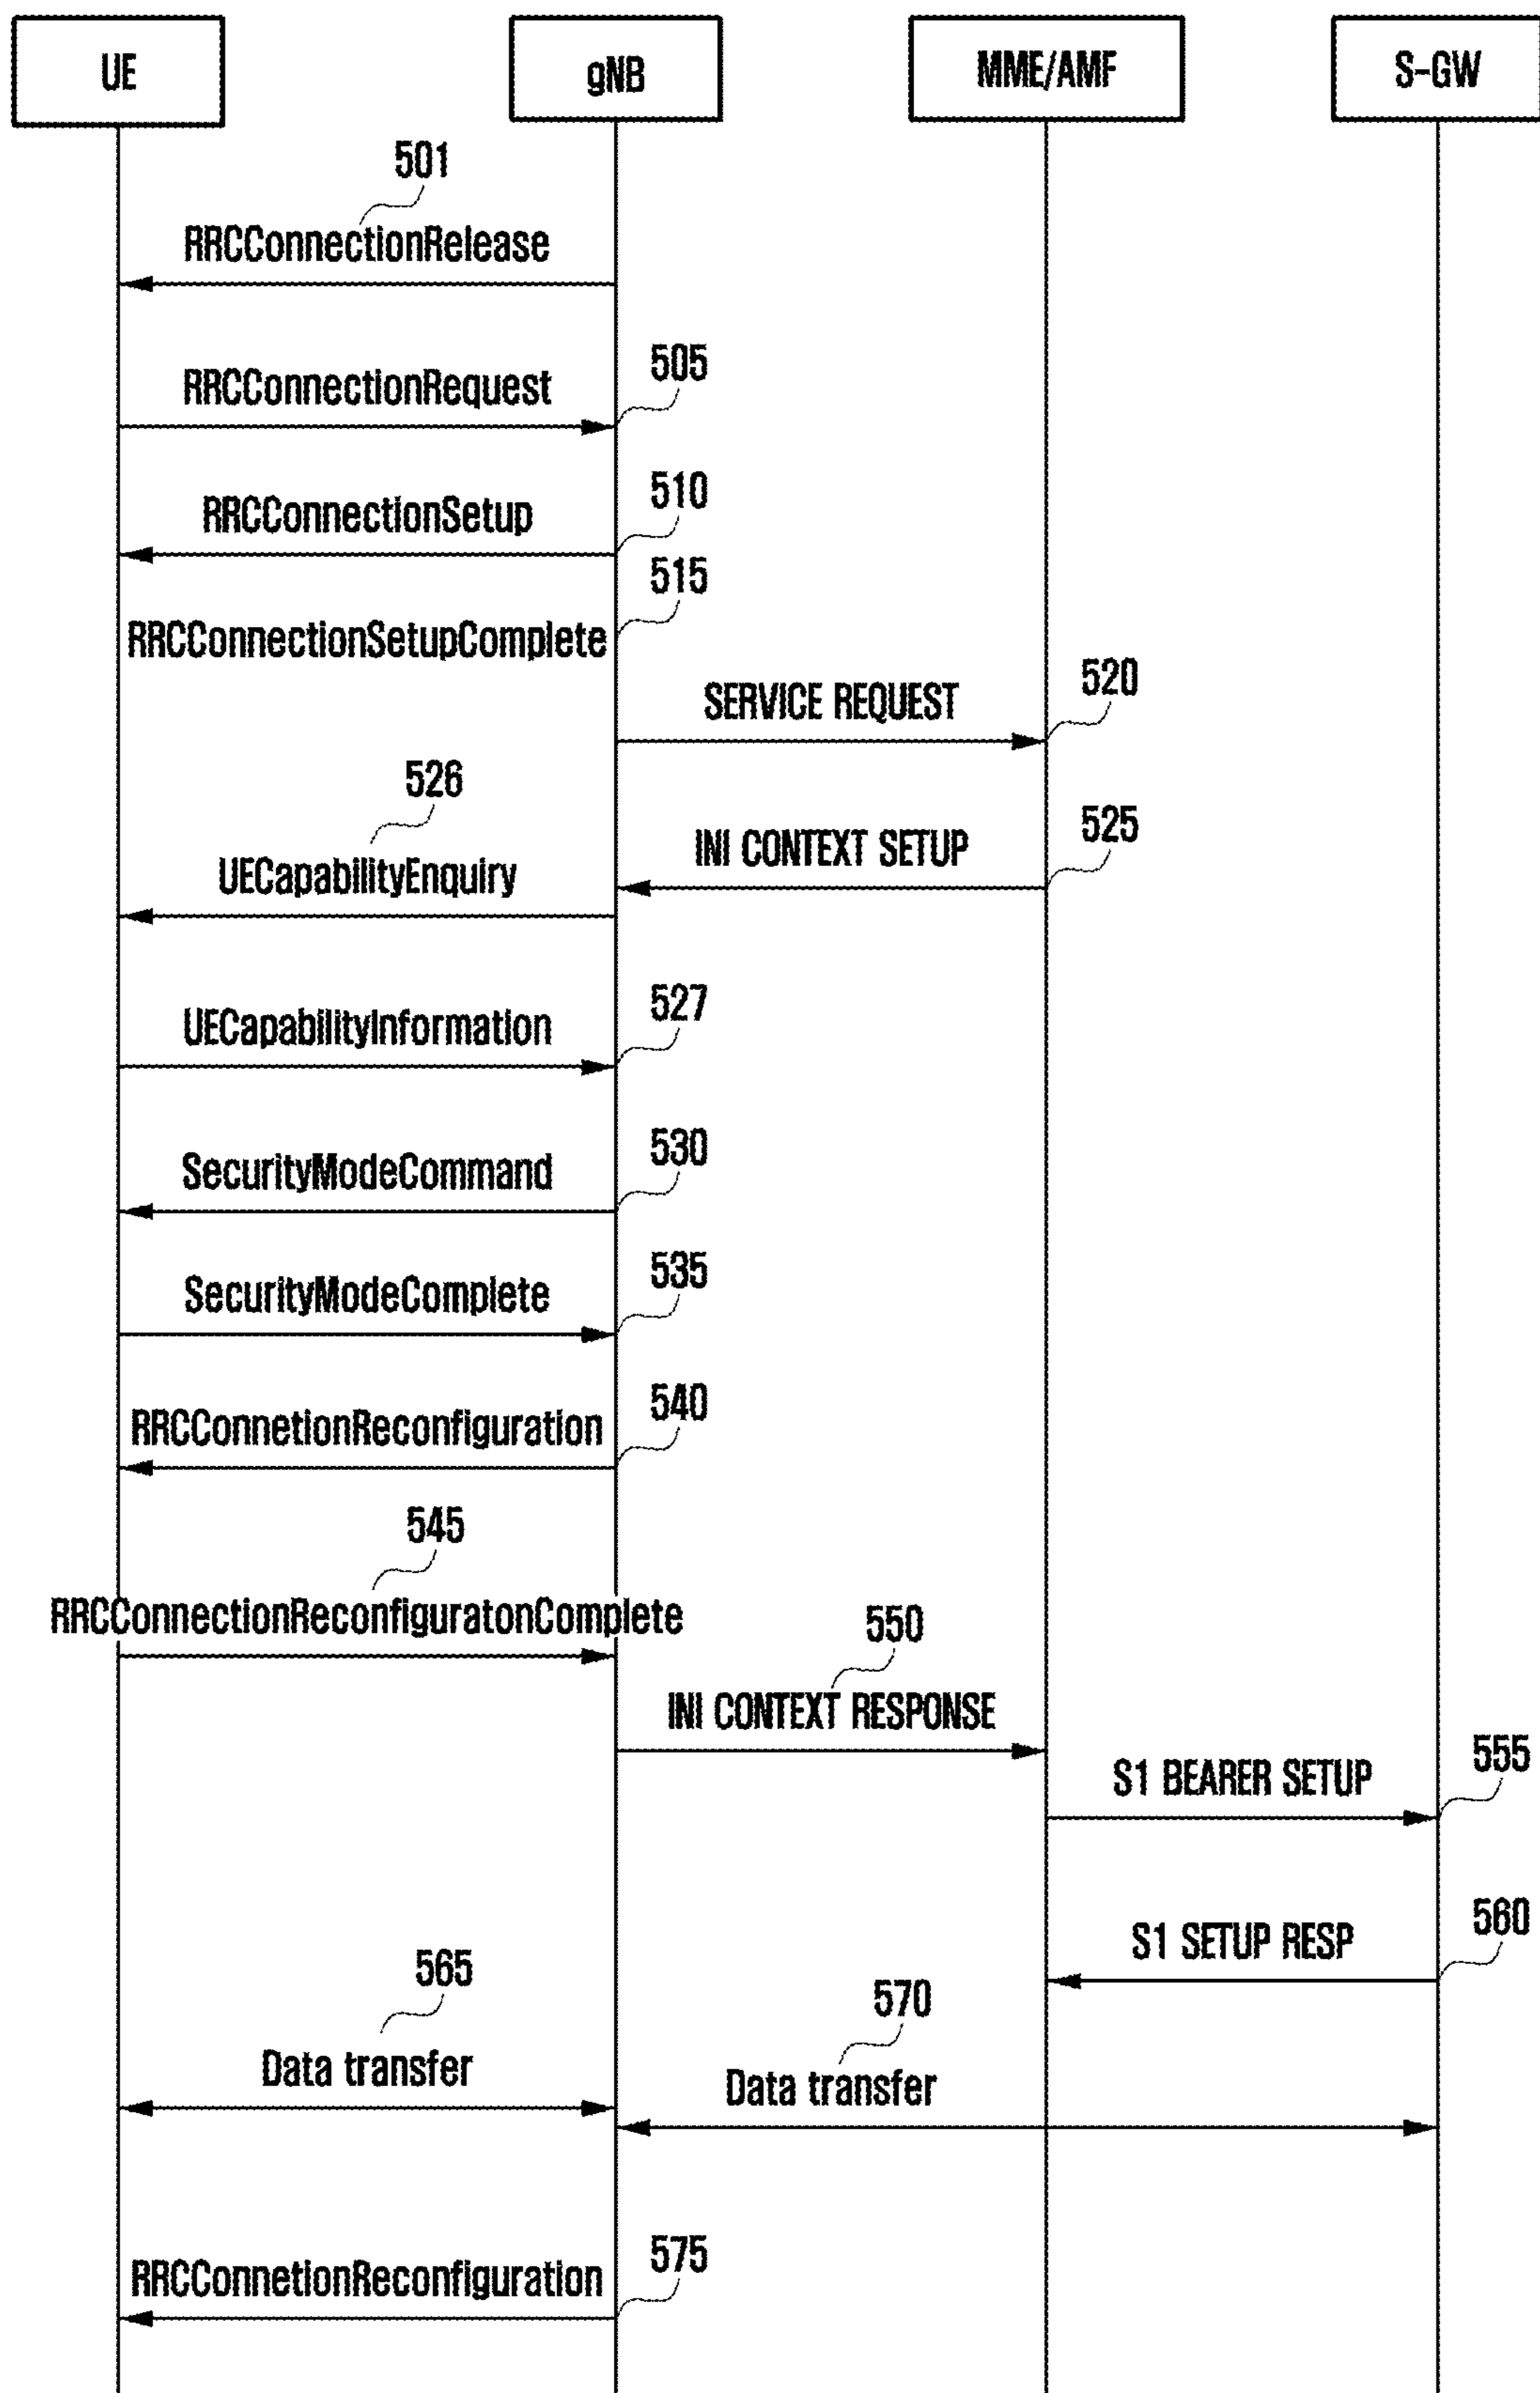 UE
gNB
MME/AMF
S-GW
501
RRCConnectionRelease
505
RRCConnectionRequest
510
RRCConnectionSetup
515
RRCConnectionSetupComplete
520
SERVICE REQUEST
526
525
INI CONTEXT SETUP
UECapabilityEnquiry
527
UECapabilityInformation
530
SecurityModeCommand
535
SecurityModeComplete
540
RRCConnetionReconfiguration
545
RRCConnectionReconfiguratonComplete
550
INI CONTEXT RESPONSE
555
S1 BEARER SETUP
560
S1 SETUP RESP
565
570
Data transfer
Data transfer
575
RRCConnetionReconfiguration